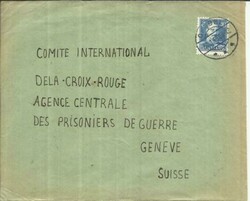 COMITE INTERNATIONAL
DELA-CROIX-ROUGE
AGENCE CENTRALE
DES PRISONIERS DE GUERRE
GENEVE
SUISSE